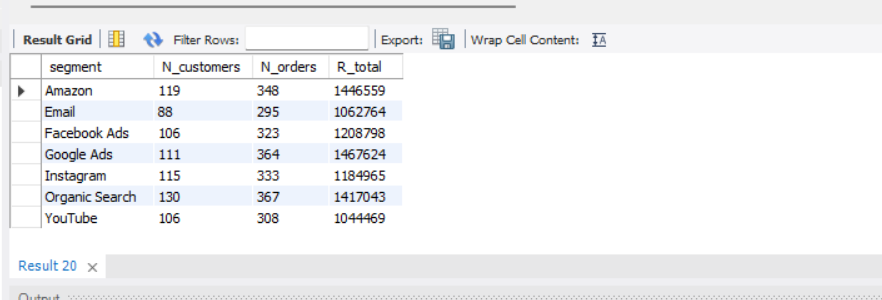 Result Grid Filter Rows: Export: Wrap Cell Content: IA
segment N_customers N_orders R_total
Amazon 119 348 1446559
Email 88 295 1062764
Facebook Ads 106 323 1208798
Google Ads 111 364 1467624
Instagram 115 333 1184965
Organic Search 130 367 1417043
YouTube 106 308 1044469
Result 20 ×
Output